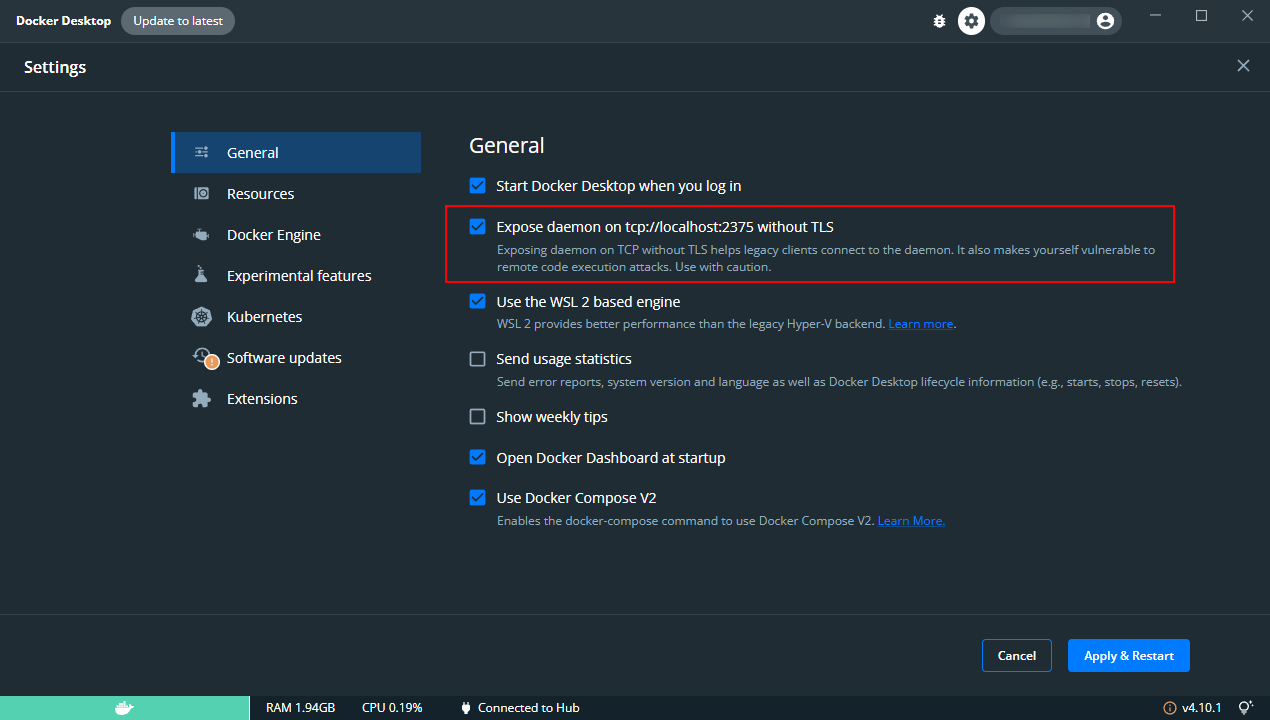 Docker Desktop
Update to latest
Settings
General
Resources
Docker Engine
Experimental features
Kubernetes
Software updates
Extensions
General
Start Docker Desktop when you log in
Expose daemon on tcp://localhost:2375 without TLS
Exposing daemon on TCP without TLS helps legacy clients connect to the daemon. It also makes yourself vulnerable to
remote code execution attacks. Use with caution.
Use the WSL 2 based engine
WSL 2 provides better performance than the legacy Hyper-V backend. Learn more.
Send usage statistics
Send error reports, system version and language as well as Docker Desktop lifecycle information (e.g., starts, stops, resets).
Show weekly tips
Open Docker Dashboard at startup
Use Docker Compose V2
Enables the docker-compose command to use Docker Compose V2. Learn More.
Cancel
Apply & Restart
RAM 1.94GB
CPU 0.19%
Connected to Hub
v4.10.1